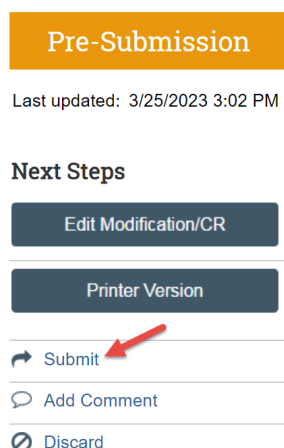 Pre-Submission
Last updated: 3/25/2023 3:02 PM
Next Steps
Edit Modification/CR
Printer Version
Submit
Add Comment
Discard